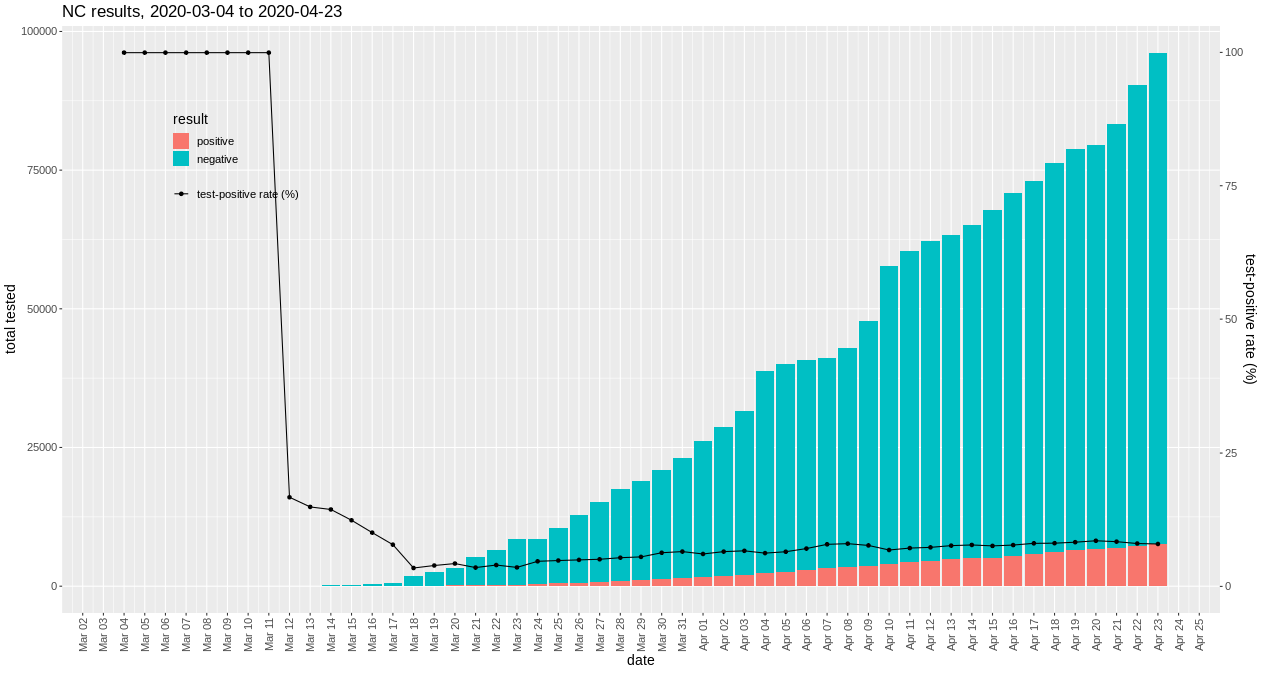 NC results, 2020-03-04 to 2020-04-23
100000
75000
50000
25000
0
total tested
result
positive
negative
test-positive rate (%)
100
75
50
25
0
test-positive rate (%)
Mar 02
Mar 03
Mar 04
Mar 05
Mar 06
Mar 07
Mar 08
Mar 09
Mar 10
Mar 11
Mar 12
Mar 13
Mar 14
Mar 15
Mar 16
Mar 17
Mar 18
Mar 19
Mar 20
Mar 21
Mar 22
Mar 23
Mar 24
Mar 25
Mar 26
Mar 27
Mar 28
Mar 29
Mar 30
Mar 31
Apr 01
Apr 02
Apr 03
Apr 04
Apr 05
Apr 06
Apr 07
Apr 08
Apr 09
Apr 10
Apr 11
Apr 12
Apr 13
Apr 14
Apr 15
Apr 16
Apr 17
Apr 18
Apr 19
Apr 20
Apr 21
Apr 22
Apr 23
Apr 24
Apr 25
date